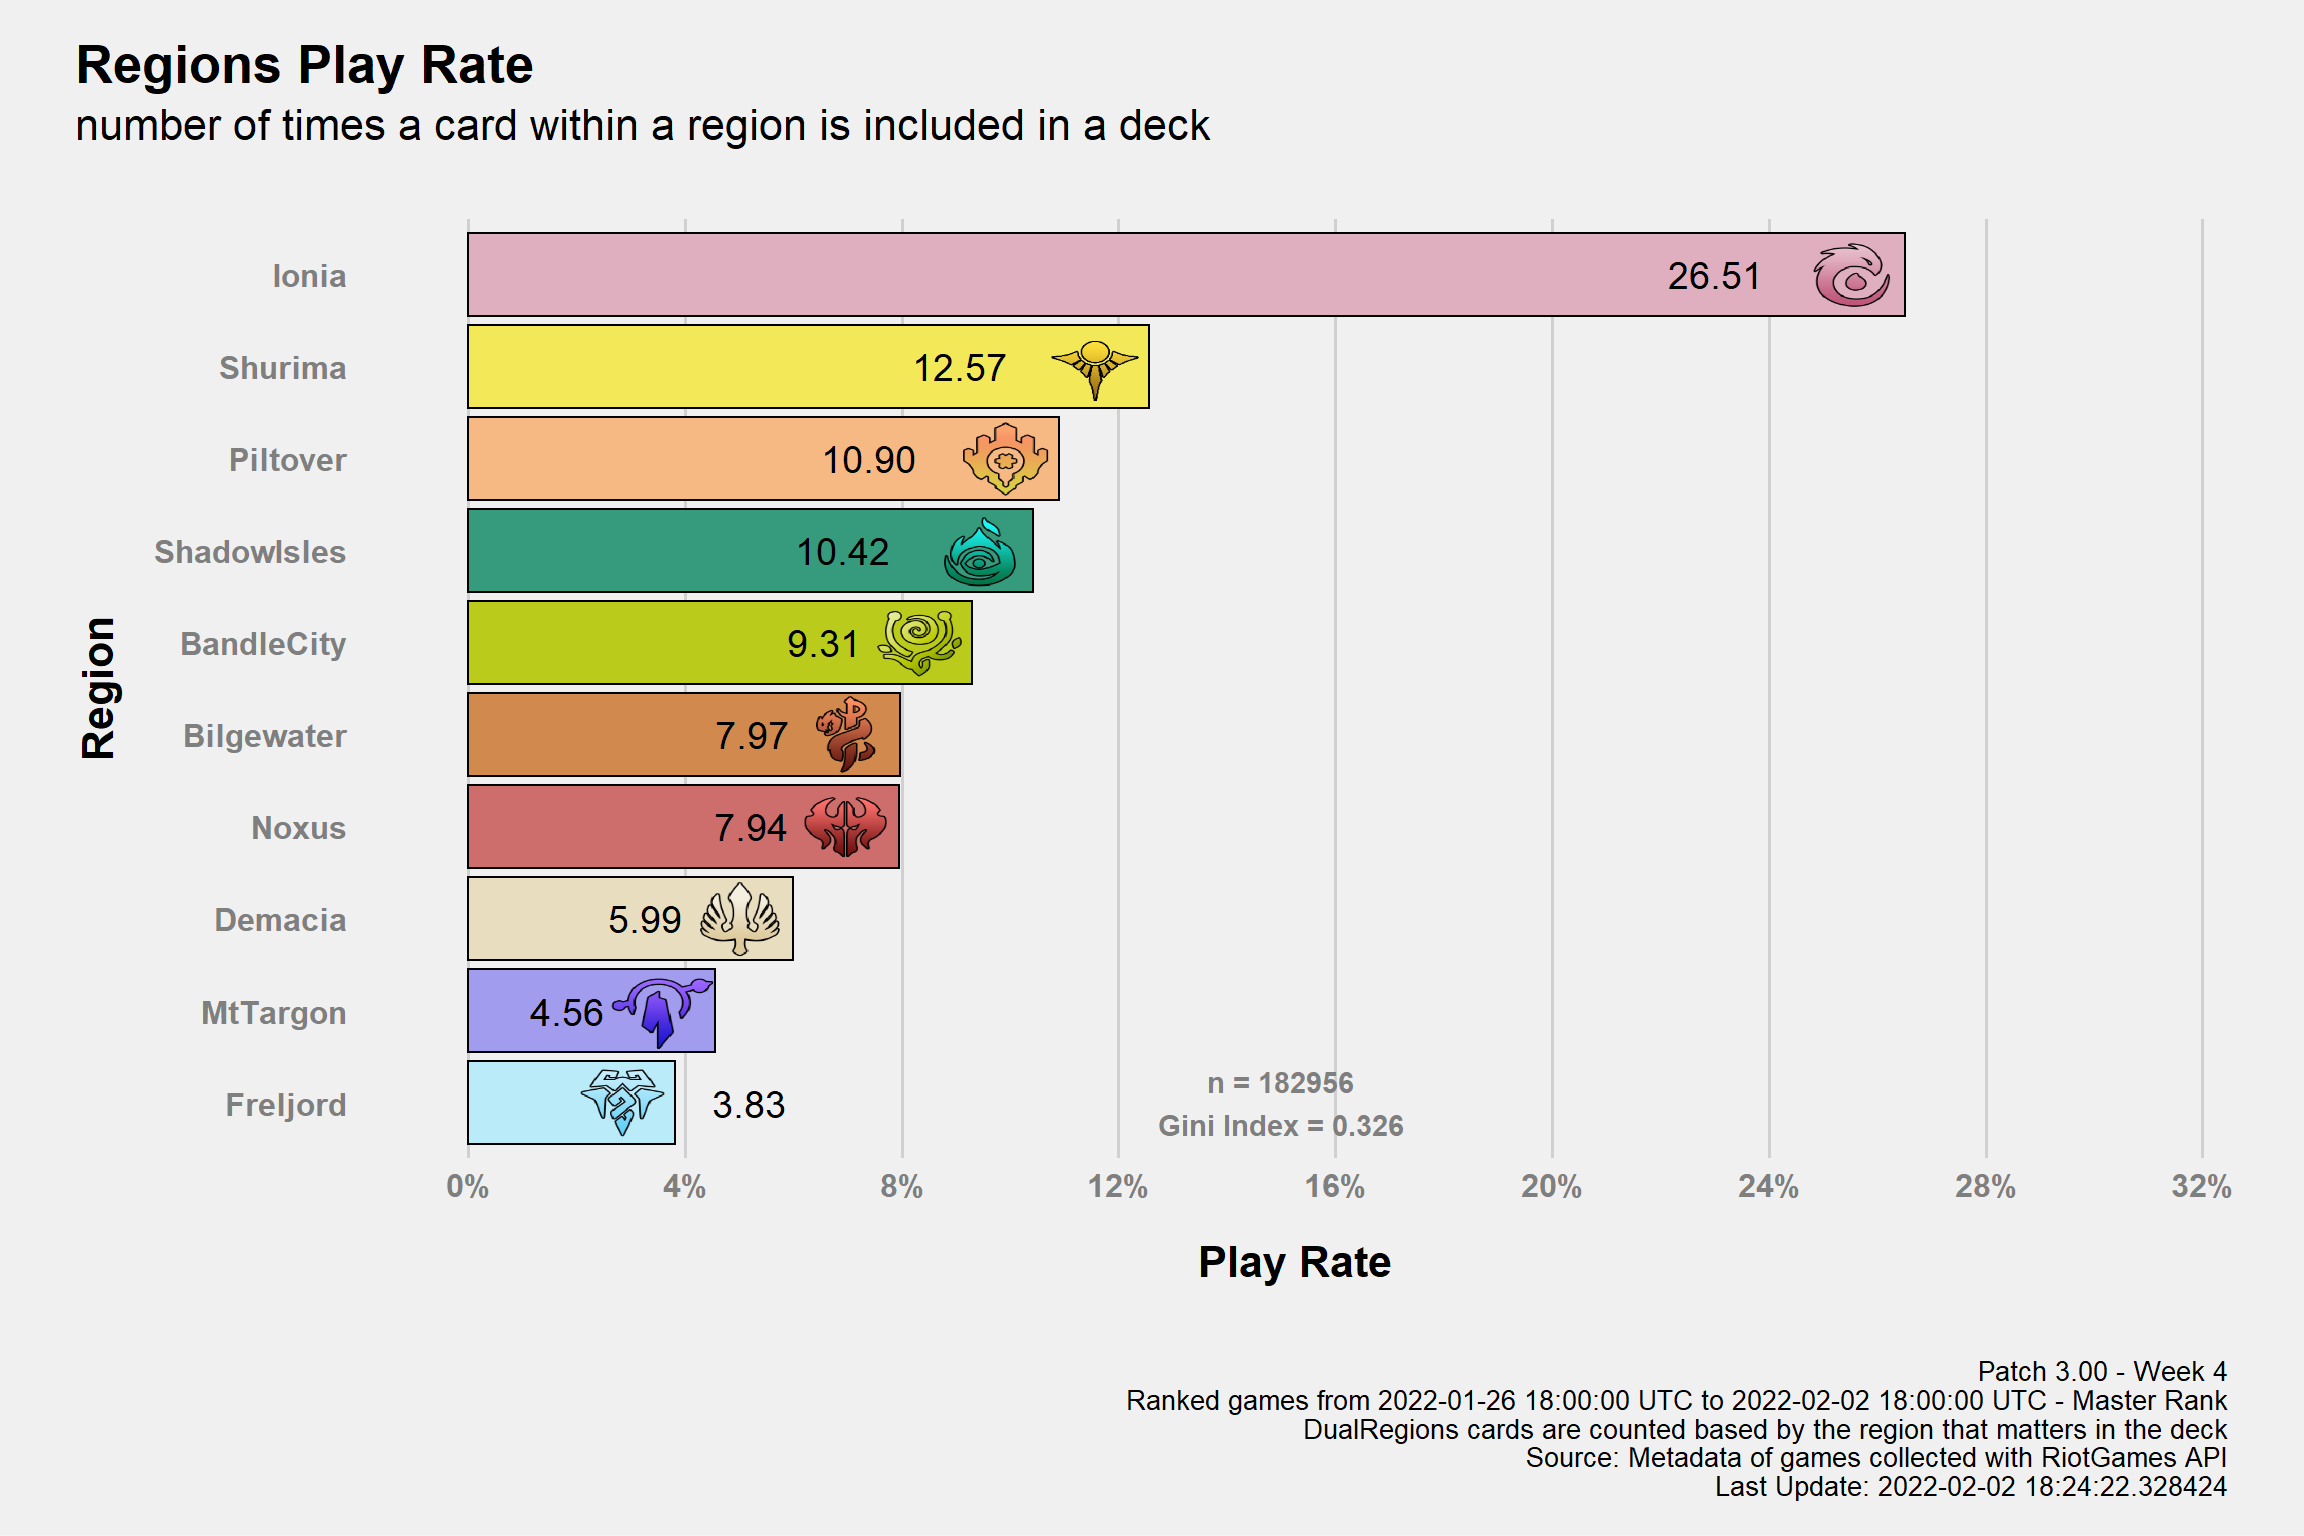 Regions Play Rate
number of times a card within a region is included in a deck
Region
Ionia
26.51
Shurima
12.57
Piltover
10.90
ShadowIsles
10.42
BandleCity
9.31
Bilgewater
7.97
Noxus
7.94
Demacia
5.99
MtTargon
4.56
Freljord
3.83
n = 182956
Gini Index = 0.326
0% 4% 8% 12% 16% 20% 24% 28% 32%
Play Rate
Patch 3.00 - Week 4
Ranked games from 2022-01-26 18:00:00 UTC to 2022-02-02 18:00:00 UTC - Master Rank
DualRegions cards are counted based by the region that matters in the deck
Source: Metadata of games collected with RiotGames API
Last Update: 2022-02-02 18:24:22.328424